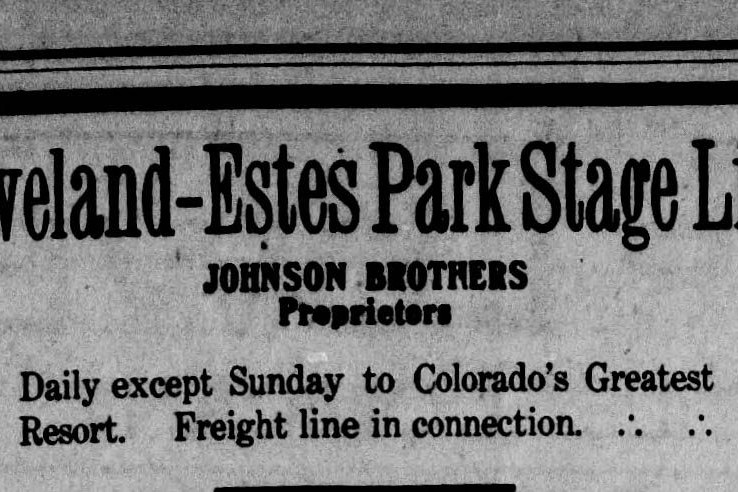 veland-Estes Park Stage Li
JOHNSON BROTHERS
Proprietors
Daily except Sunday to Colorado's Greatest
Resort. Freight line in connection. ∴ ∴